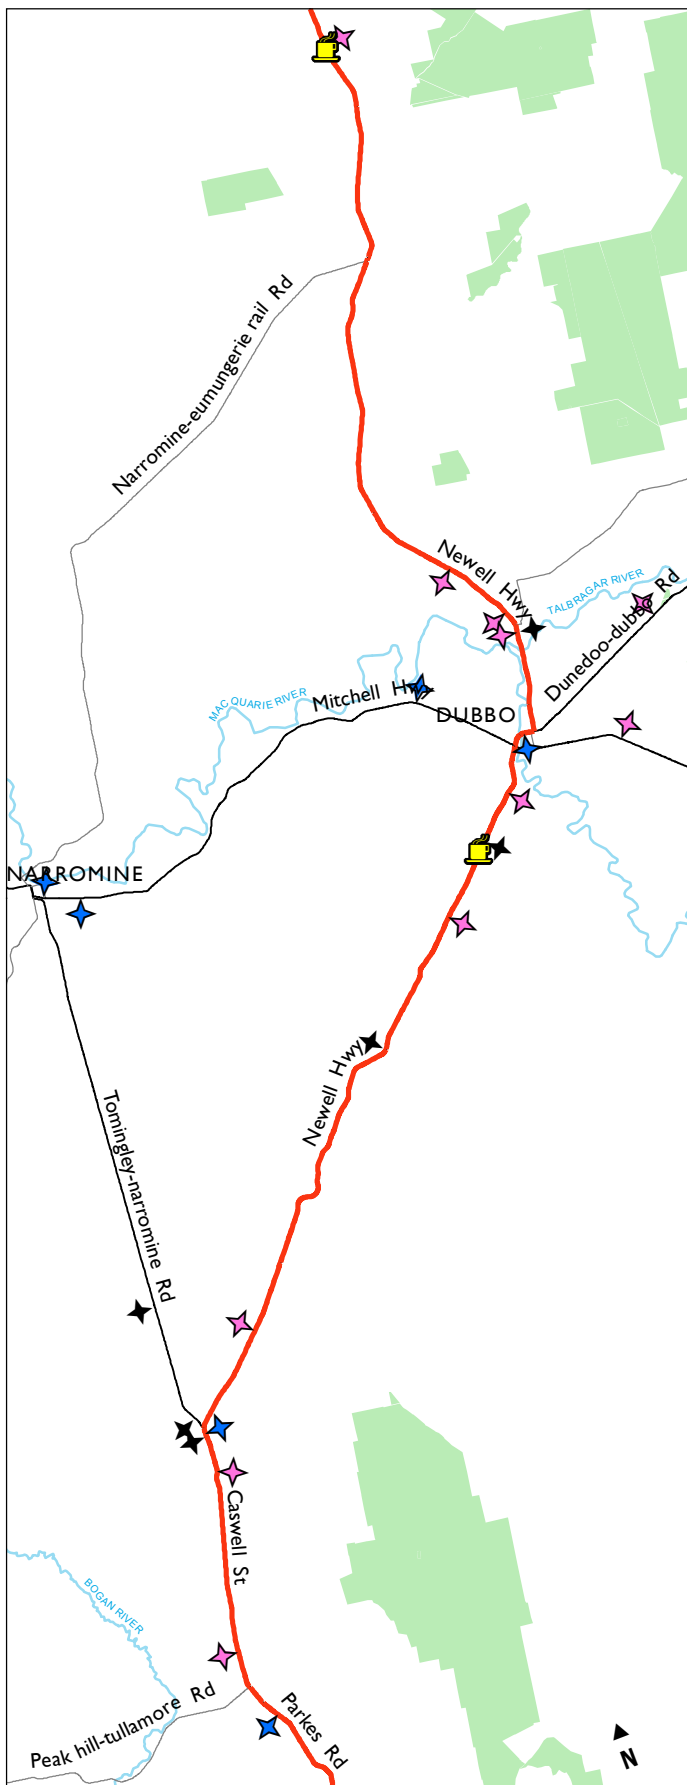 Narromine-eumungerie rail Rd
Newell Hwy
TALBRAGAR RIVER
Dunedoo-dubbo Rd
MACQUARIE RIVER
Mitchell Hwy
DUBBO
NARROMINE
Newell Hwy
Tomingley-narromine Rd
Caswell St
BOGAN RIVER
Peak hill-tullamore Rd
Parkes Rd
N